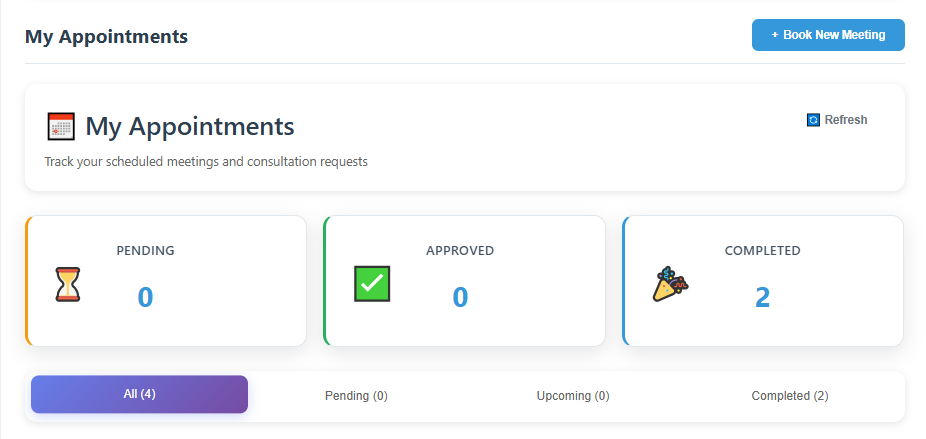 My Appointments
+ Book New Meeting
My Appointments
Refresh
Track your scheduled meetings and consultation requests
PENDING
0
APPROVED
0
COMPLETED
2
All (4)
Pending (0)
Upcoming (0)
Completed (2)